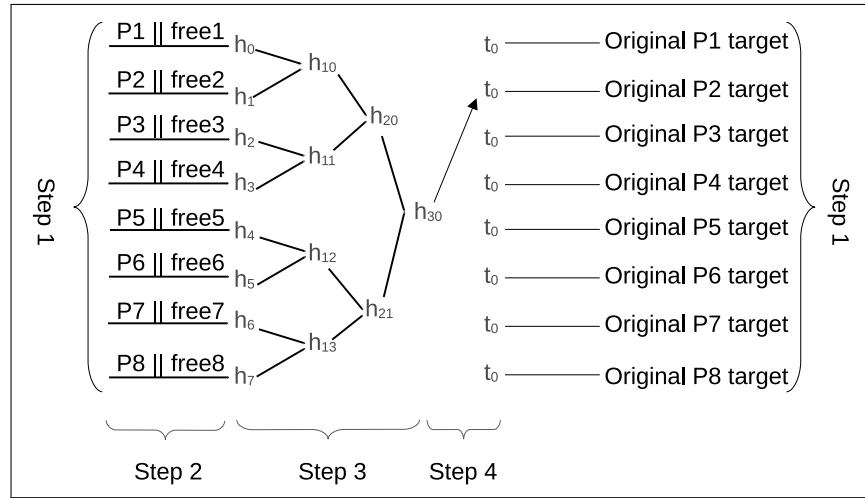 P1 || free1
h0
h10
t0
Original P1 target
P2 || free2
h1
t0
Original P2 target
h20
P3 || free3
h2
h11
t0
Original P3 target
P4 || free4
h3
t0
Original P4 target
Step 1
h30
Step 1
P5 || free5
h4
h12
t0
Original P5 target
P6 || free6
h5
t0
Original P6 target
h21
P7 || free7
h6
h13
t0
Original P7 target
P8 || free8
h7
t0
Original P8 target
Step 2
Step 3
Step 4